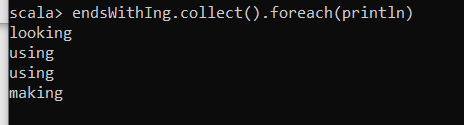 scala> endsWithIng.collect().foreach(println)
looking
using
using
making